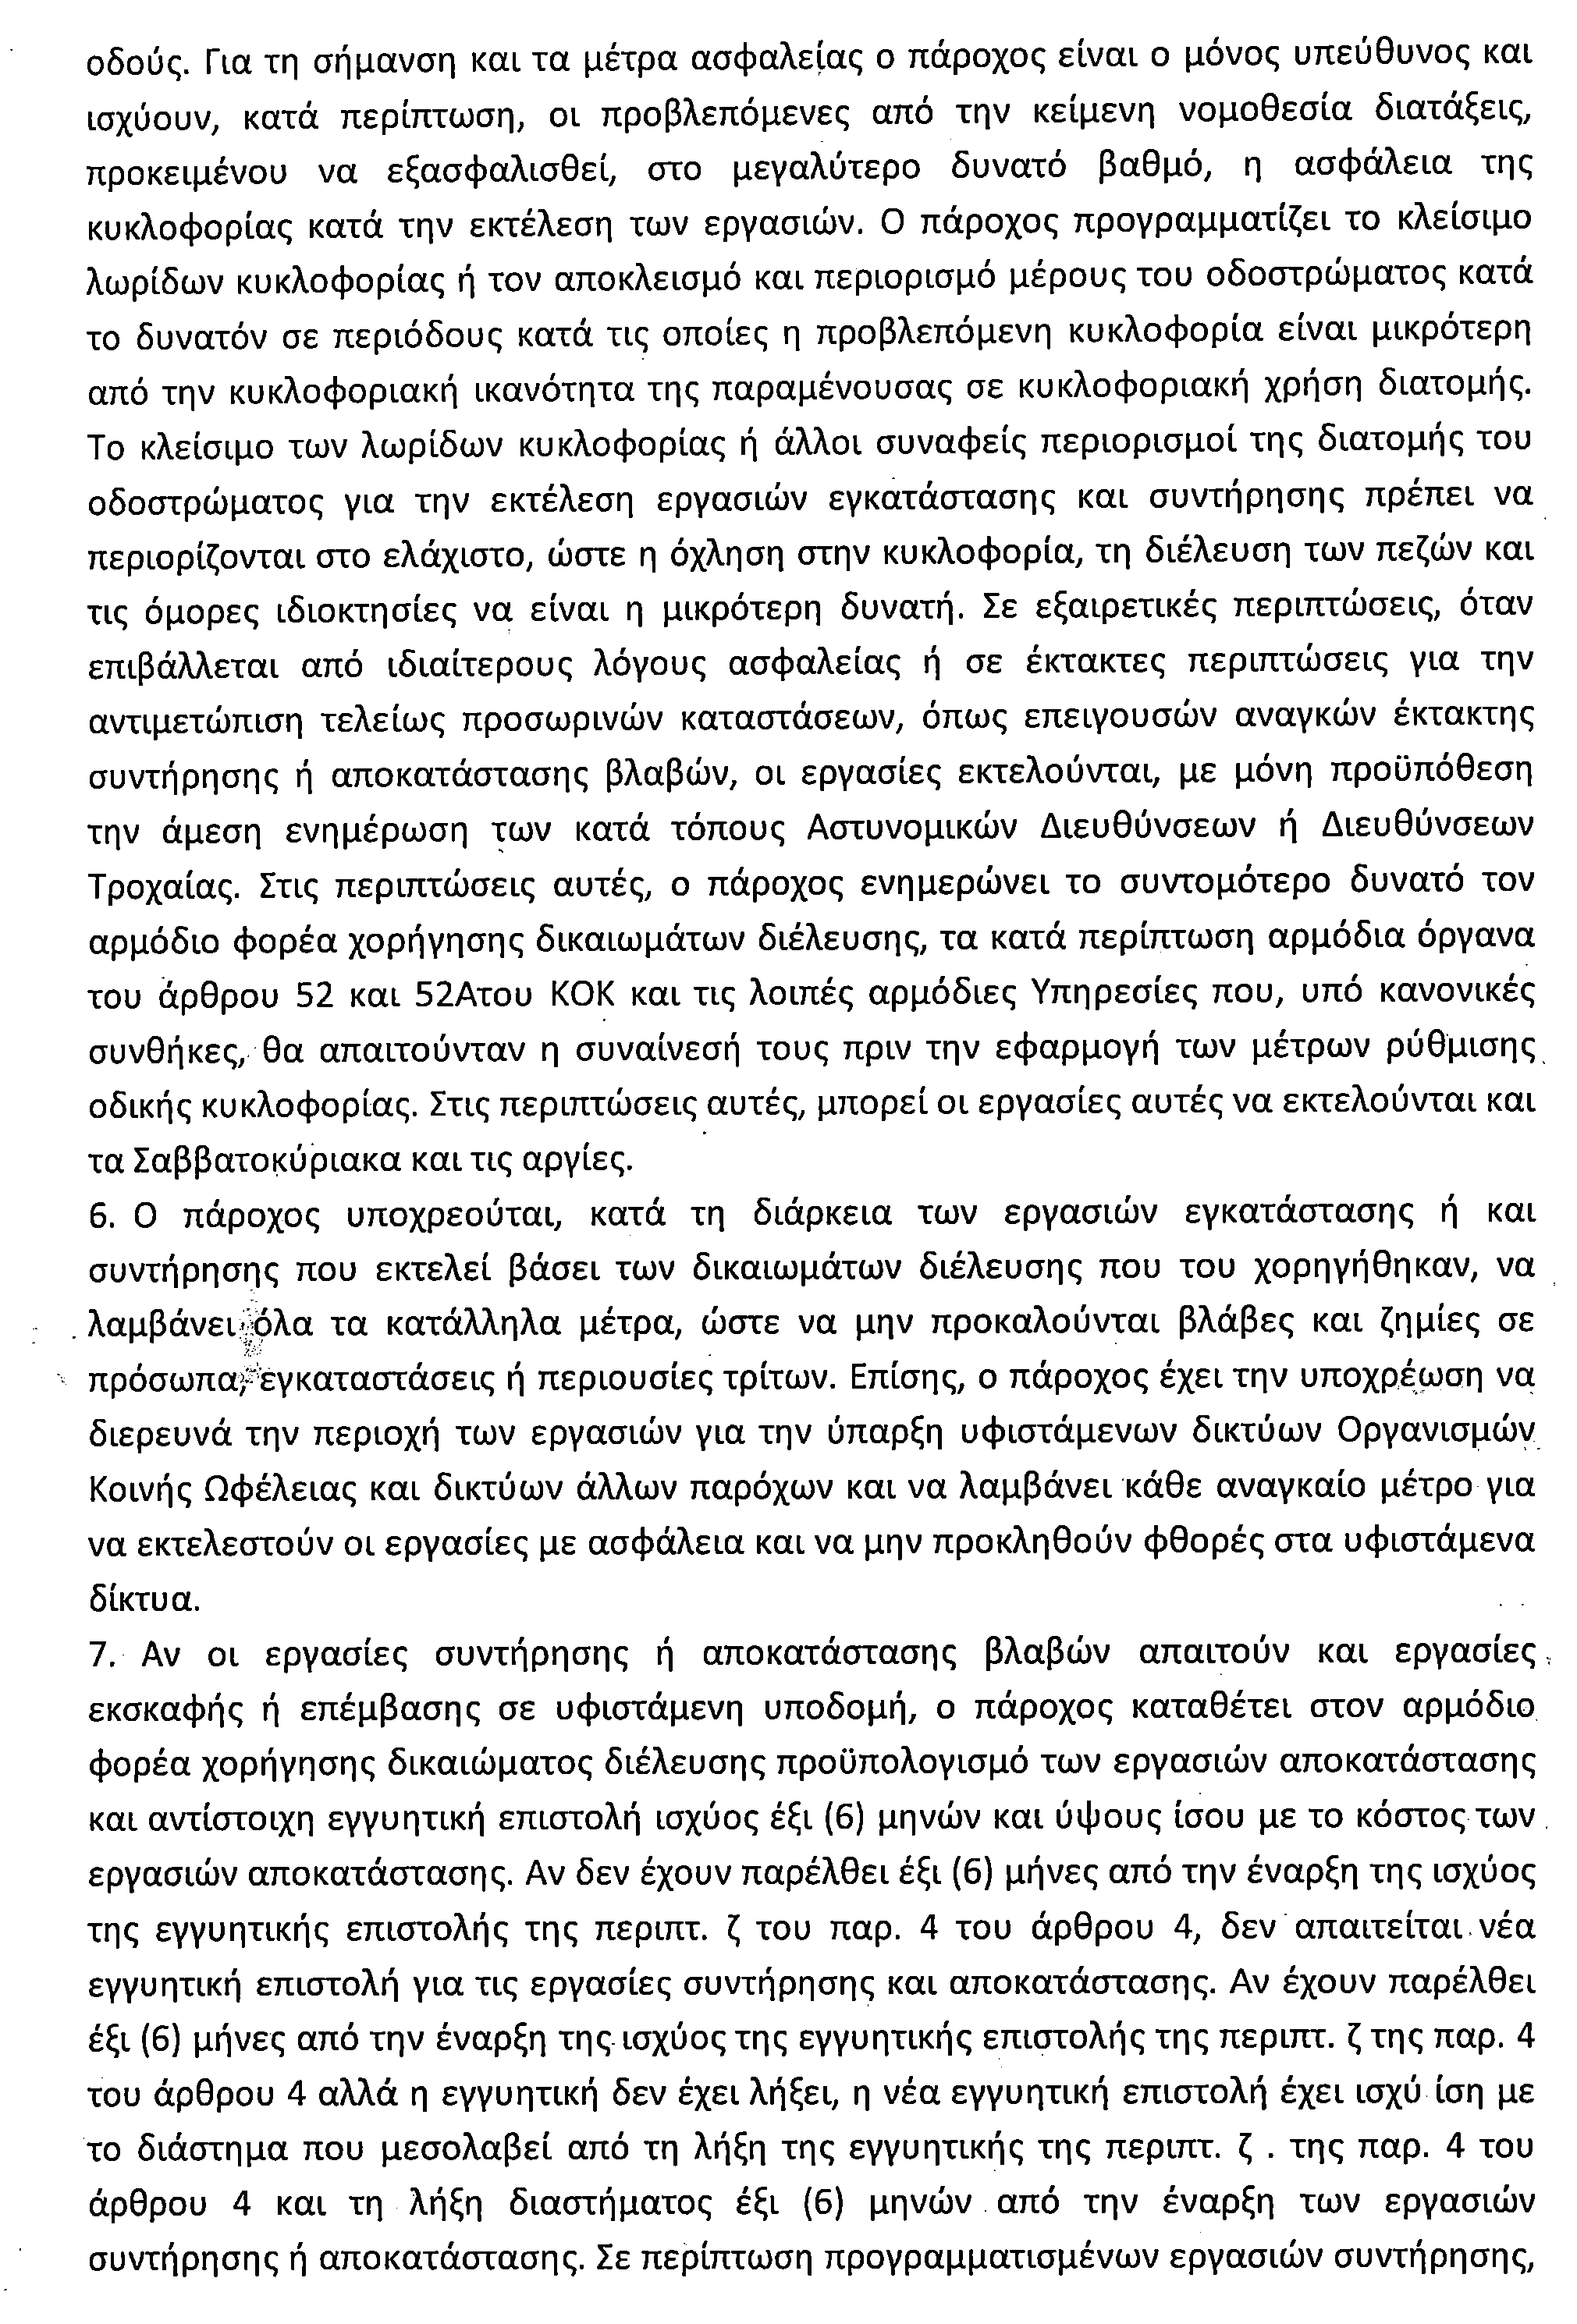 οδούς. Για τη σήμανση και τα μέτρα ασφαλείας ο πάροχος είναι ο μόνος υπεύθυνος και
ισχύουν, κατά περίπτωση, οι προβλεπόμενες από την κείμενη νομοθεσία διατάξεις,
προκειμένου να εξασφαλισθεί, στο μεγαλύτερο δυνατό βαθμό, η ασφάλεια της
κυκλοφορίας κατά την εκτέλεση των εργασιών. Ο πάροχος προγραμματίζει το κλείσιμο
λωρίδων κυκλοφορίας ή τον αποκλεισμό και περιορισμό μέρους του οδοστρώματος κατά
το δυνατόν σε περιόδους κατά τις οποίες η προβλεπόμενη κυκλοφορία είναι μικρότερη
από την κυκλοφοριακή ικανότητα της παραμένουσας σε κυκλοφοριακή χρήση διατομής.
Το κλείσιμο των λωρίδων κυκλοφορίας ή άλλοι συναφείς περιορισμοί της διατομής του
οδοστρώματος για την εκτέλεση εργασιών εγκατάστασης και συντήρησης πρέπει να
περιορίζονται στο ελάχιστο, ώστε η όχληση στην κυκλοφορία, τη διέλευση των πεζών και
τις όμορες ιδιοκτησίες να είναι η μικρότερη δυνατή. Σε εξαιρετικές περιπτώσεις, όταν
επιβάλλεται από ιδιαίτερους λόγους ασφαλείας ή σε έκτακτες περιπτώσεις για την
αντιμετώπιση τελείως προσωρινών καταστάσεων, όπως επειγουσών αναγκών έκτακτης
συντήρησης ή αποκατάστασης βλαβών, οι εργασίες εκτελούνται, με μόνη προϋπόθεση
την άμεση ενημέρωση των κατά τόπους Αστυνομικών Διευθύνσεων ή Διευθύνσεων
Τροχαίας. Στις περιπτώσεις αυτές, ο πάροχος ενημερώνει το συντομότερο δυνατό τον
αρμόδιο φορέα χορήγησης δικαιωμάτων διέλευσης, τα κατά περίπτωση αρμόδια όργανα
του άρθρου 52 και 52Ατου ΚΟΚ και τις λοιπές αρμόδιες Υπηρεσίες που, υπό κανονικές
συνθήκες, θα απαιτούνταν η συναίνεσή τους πριν την εφαρμογή των μέτρων ρύθμισης
οδικής κυκλοφορίας. Στις περιπτώσεις αυτές, μπορεί οι εργασίες αυτές να εκτελούνται και
τα Σαββατοκύριακα και τις αργίες.
6. Ο πάροχος υποχρεούται, κατά τη διάρκεια των εργασιών εγκατάστασης ή και
συντήρησης που εκτελεί βάσει των δικαιωμάτων διέλευσης που του χορηγήθηκαν, να
λαμβάνει όλα τα κατάλληλα μέτρα, ώστε να μην προκαλούνται βλάβες και ζημίες σε
πρόσωπα, εγκαταστάσεις ή περιουσίες τρίτων. Επίσης, ο πάροχος έχει την υποχρέωση να
διερευνά την περιοχή των εργασιών για την ύπαρξη υφιστάμενων δικτύων Οργανισμών
Κοινής Ωφέλειας και δικτύων άλλων παρόχων και να λαμβάνει κάθε αναγκαίο μέτρο για
να εκτελεστούν οι εργασίες με ασφάλεια και να μην προκληθούν φθορές στα υφιστάμενα
δίκτυα.
7. Αν οι εργασίες συντήρησης ή αποκατάστασης βλαβών απαιτούν και εργασίες
εκσκαφής ή επέμβασης σε υφιστάμενη υποδομή, ο πάροχος καταθέτει στον αρμόδιο
φορέα χορήγησης δικαιώματος διέλευσης προϋπολογισμό των εργασιών αποκατάστασης
και αντίστοιχη εγγυητική επιστολή ισχύος έξι (6) μηνών και ύψους ίσου με το κόστος των
εργασιών αποκατάστασης. Αν δεν έχουν παρέλθει έξι (6) μήνες από την έναρξη της ισχύος
της εγγυητικής επιστολής της περιπτ. ζ του παρ. 4 του άρθρου 4, δεν απαιτείται νέα
εγγυητική επιστολή για τις εργασίες συντήρησης και αποκατάστασης. Αν έχουν παρέλθει
έξι (6) μήνες από την έναρξη της ισχύος της εγγυητικής επιστολής της περιπτ. ζ της παρ. 4
του άρθρου 4 αλλά η εγγυητική δεν έχει λήξει, η νέα εγγυητική επιστολή έχει ισχύ ίση με
το διάστημα που μεσολαβεί από τη λήξη της εγγυητικής της περιπτ. ζ . της παρ. 4 του
άρθρου 4 και τη λήξη διαστήματος έξι (6) μηνών από την έναρξη των εργασιών
συντήρησης ή αποκατάστασης. Σε περίπτωση προγραμματισμένων εργασιών συντήρησης,